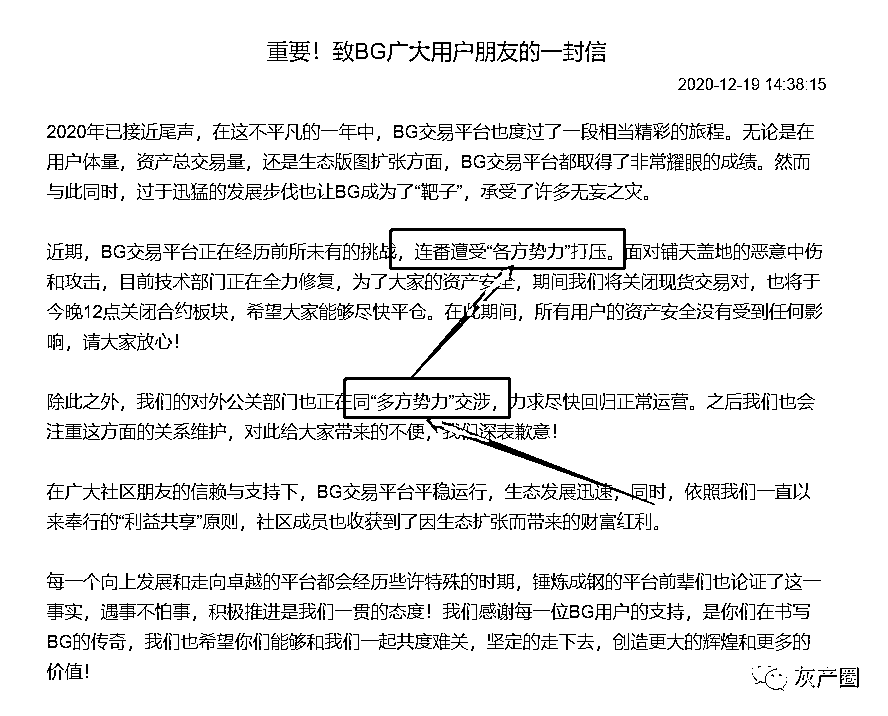 重要！致BG广大用户朋友的一封信
2020-12-19 14:38:15
2020年已接近尾声，在这不平凡的一年中，BG交易平台也度过了一段相当精彩的旅程。无论是在
用户体量，资产总交易量，还是生态版图扩张方面，BG交易平台都取得了非常耀眼的成绩。然而
与此同时，过于迅猛的发展步伐也让BG成为了“靶子”，承受了许多无妄之灾。
近期，BG交易平台正在经历前所未有的挑战，连番遭受“各方势力”打压。面对铺天盖地的恶意中伤
和攻击，目前技术部门正在全力修复，为了大家的资产安全，期间我们将关闭现货交易对，也将于
今晚12点关闭合约板块，希望大家能够尽快平仓。在此期间，所有用户的资产安全没有受到任何影
响，请大家放心！
除此之外，我们的对外公关部门也正在同“多方势力”交涉，力求尽快回归正常运营。之后我们也会
注重这方面的关系维护，对此给大家带来的不便，我们深表歉意！
在广大社区朋友的信赖与支持下，BG交易平台平稳运行，生态发展迅速，同时，依照我们一直以
来奉行的“利益共享”原则，社区成员也收获到了因生态扩张而带来的财富红利。
每一个向上发展和走向卓越的平台都会经历些许特殊的时期，锤炼成钢的平台前辈们也论证了这一
事实，遇事不怕事，积极推进是我们一贯的态度！我们感谢每一位BG用户的支持，是你们在书写
BG的传奇，我们也希望你们能够和我们一起共度难关，坚定的走下去，创造更大的辉煌和更多的
价值！
灰产圈